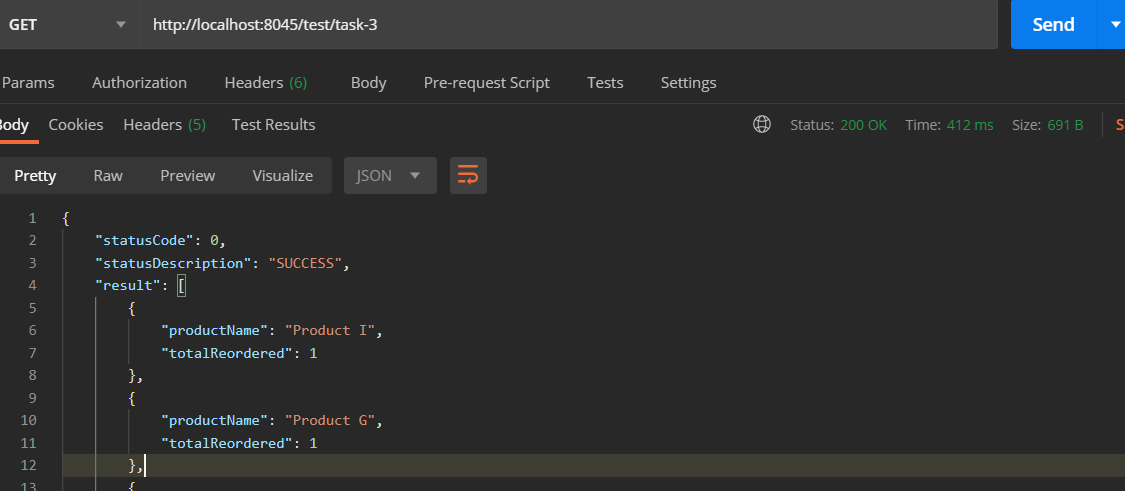 GET http://localhost:8045/test/task-3 Send
Params Authorization Headers (6) Body Pre-request Script Tests Settings
Body Cookies Headers (5) Test Results Status: 200 OK Time: 412 ms Size: 691 B S
Pretty Raw Preview Visualize JSON
1 {
2 "statusCode": 0,
3 "statusDescription": "SUCCESS",
4 "result": [
5 {
6 "productName": "Product I",
7 "totalReordered": 1
8 },
9 {
10 "productName": "Product G",
11 "totalReordered": 1
12 },
13 {